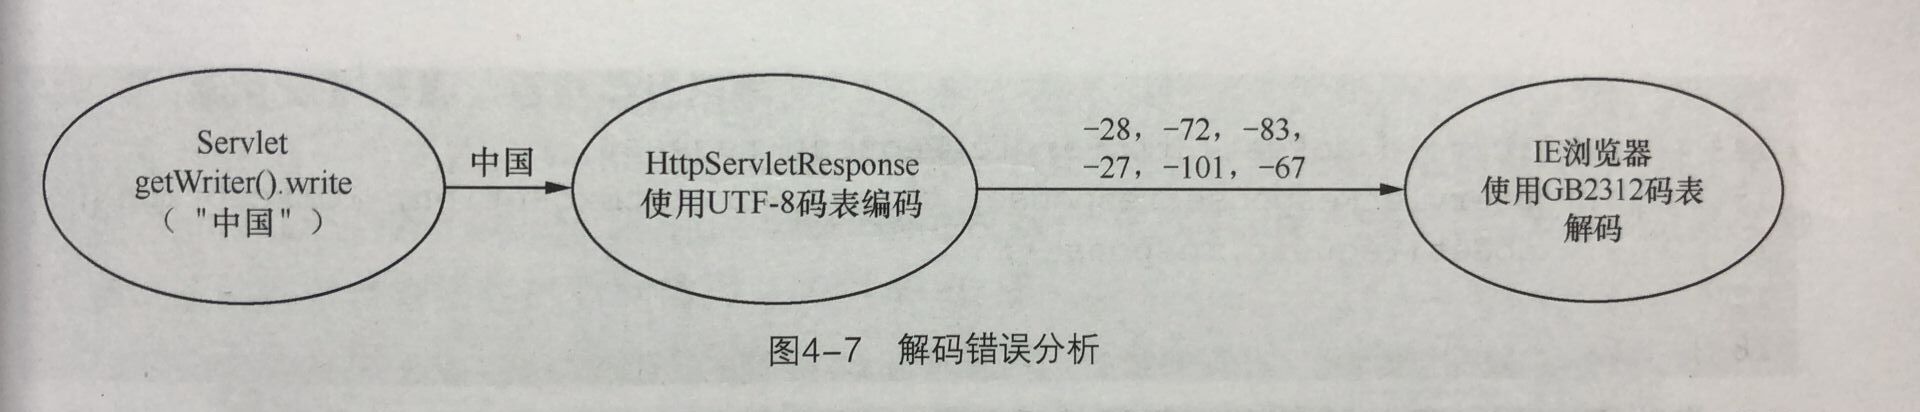 Servlet
getWriter().write
（ "中国" ）
中国
HttpServletResponse
使用UTF-8码表编码
-28，-72，-83，
-27，-101，-67
IE浏览器
使用GB2312码表
解码
图4-7 解码错误分析